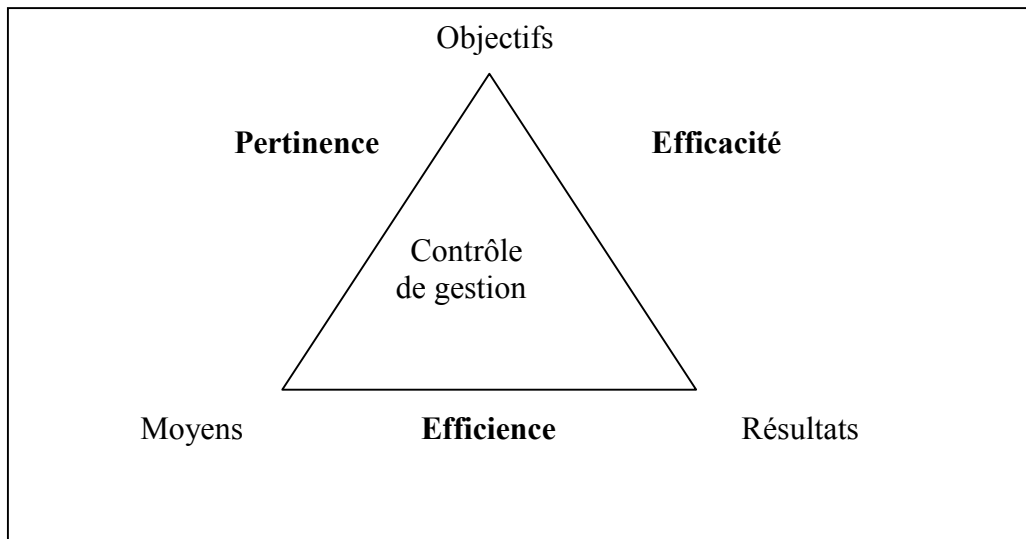 Objectifs
Pertinence
Efficacité
Contrôle
de gestion
Moyens
Efficience
Résultats